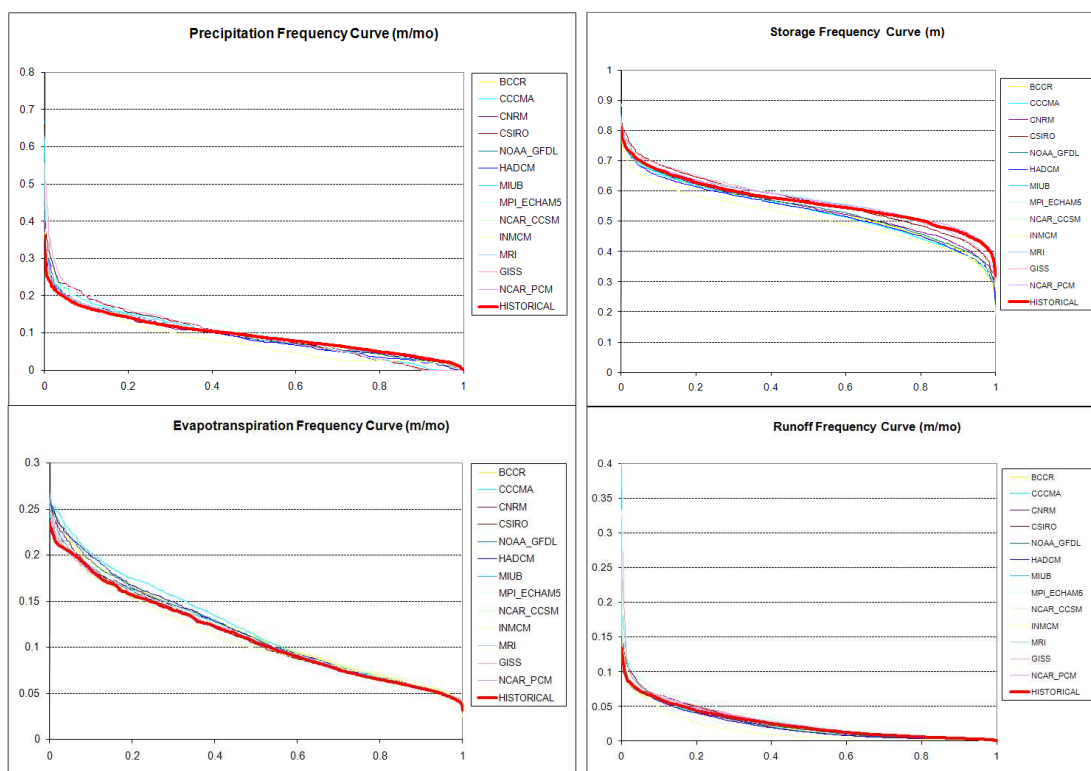 Precipitation Frequency Curve (m/mo)
0.8
0.7
0.6
0.5
0.4
0.3
0.2
0.1
0
0
0.2
0.4
0.6
0.8
1
BCCR
CCCMA
CNRM
CSIRO
NOAA_GFDL
HADCM
MIUB
MPI_ECHAM5
NCAR_CCSM
INMCM
MRI
GISS
NCAR_PCM
HISTORICAL
Storage Frequency Curve (m)
1
0.9
0.8
0.7
0.6
0.5
0.4
0.3
0.2
0.1
0
0
0.2
0.4
0.6
0.8
1
BCCR
CCCMA
CNRM
CSIRO
NOAA_GFDL
HADCM
MIUB
MPI_ECHAM5
NCAR_CCSM
INMCM
MRI
GISS
NCAR_PCM
HISTORICAL
Evapotranspiration Frequency Curve (m/mo)
0.3
0.25
0.2
0.15
0.1
0.05
0
0
0.2
0.4
0.6
0.8
1
BCCR
CCCMA
CNRM
CSIRO
NOAA_GFDL
HADCM
MIUB
MPI_ECHAM5
NCAR_CCSM
INMCM
MRI
GISS
NCAR_PCM
HISTORICAL
Runoff Frequency Curve (m/mo)
0.4
0.35
0.3
0.25
0.2
0.15
0.1
0.05
0
0
0.2
0.4
0.6
0.8
1
BCCR
CCCMA
CNRM
CSIRO
NOAA_GFDL
HADCM
MIUB
MPI_ECHAM5
NCAR_CCSM
INMCM
MRI
GISS
NCAR_PCM
HISTORICAL